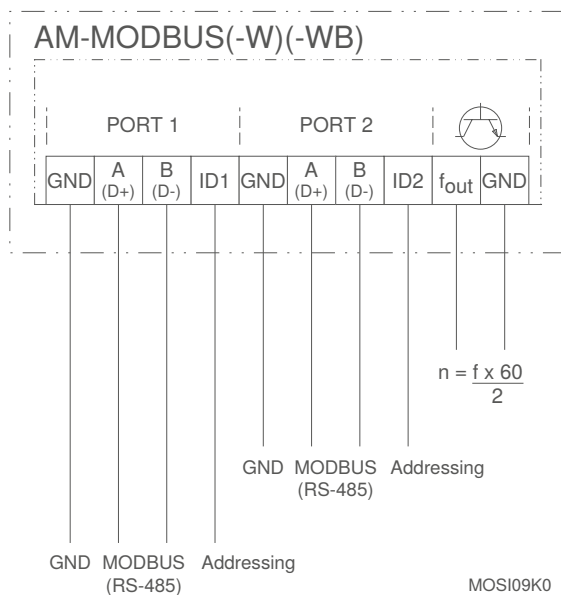 AM-MODBUS(-W)(-WB)
PORT 1 PORT 2
GND A (D+) B (D-) ID1 GND A (D+) B (D-) ID2 fout GND
n = f x 60
2
GND MODBUS Addressing
(RS-485)
GND MODBUS Addressing
(RS-485)
MOSI09K0